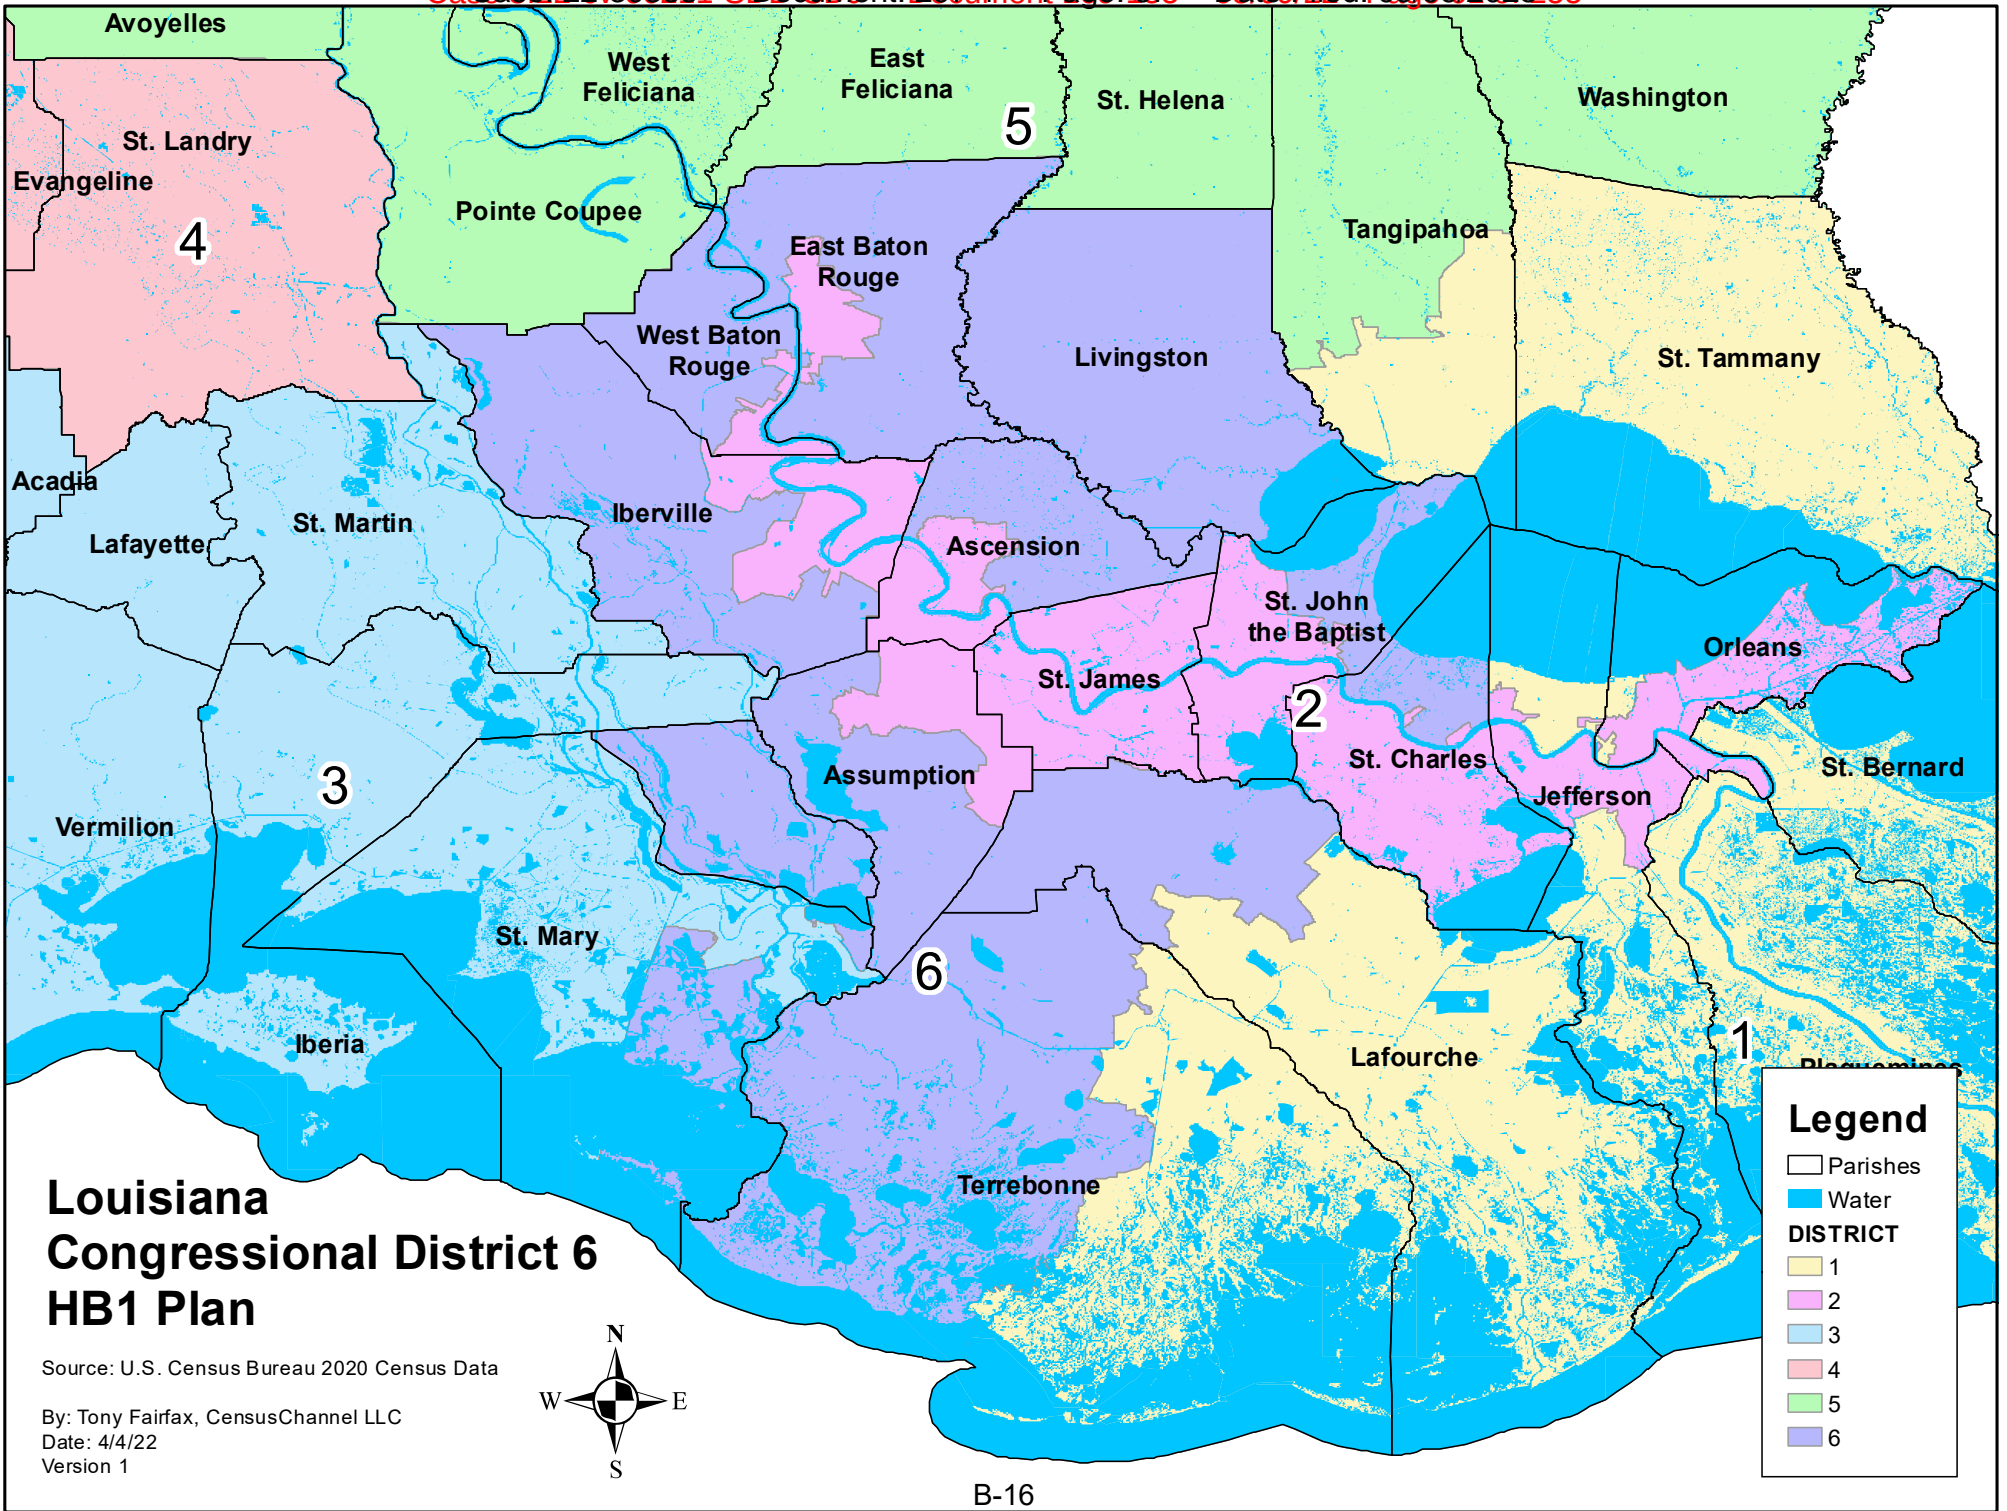 Avoyelles
West
Feliciana
East
Feliciana
St. Helena
Washington
5
St. Landry
Evangeline
4
Pointe Coupee
Tangipahoa
East Baton
Rouge
West Baton
Rouge
Livingston
St. Tammany
Acadia
Lafayette
St. Martin
Iberville
Ascension
St. John
the Baptist
Orleans
St. James
2
St. Charles
St. Bernard
3
Assumption
Jefferson
Vermilion
St. Mary
6
Iberia
1
Lafourche
Plaquemines
Terrebonne
Legend
Parishes
Water
DISTRICT
1
2
3
4
5
6
Louisiana
Congressional District 6
HB1 Plan
Source: U.S. Census Bureau 2020 Census Data
By: Tony Fairfax, CensusChannel LLC
Date: 4/4/22
Version 1
N
W
E
S
B-16